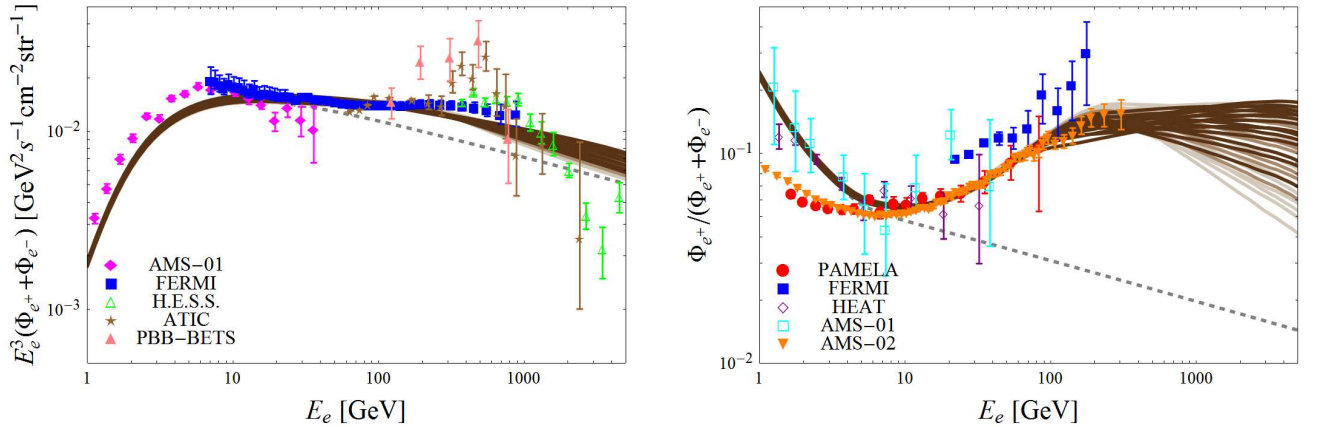 E_e^3(Φ_e+ + Φ_e-) [GeV^2 s^-1 cm^-2 str^-1]
10^-2
10^-3
AMS-01
FERMI
H.E.S.S.
ATIC
PBB-BETS
1 10 100 1000
E_e [GeV]
Φ_e+/(Φ_e+ + Φ_e-)
10^-1
10^-2
PAMELA
FERMI
HEAT
AMS-01
AMS-02
1 10 100 1000
E_e [GeV]